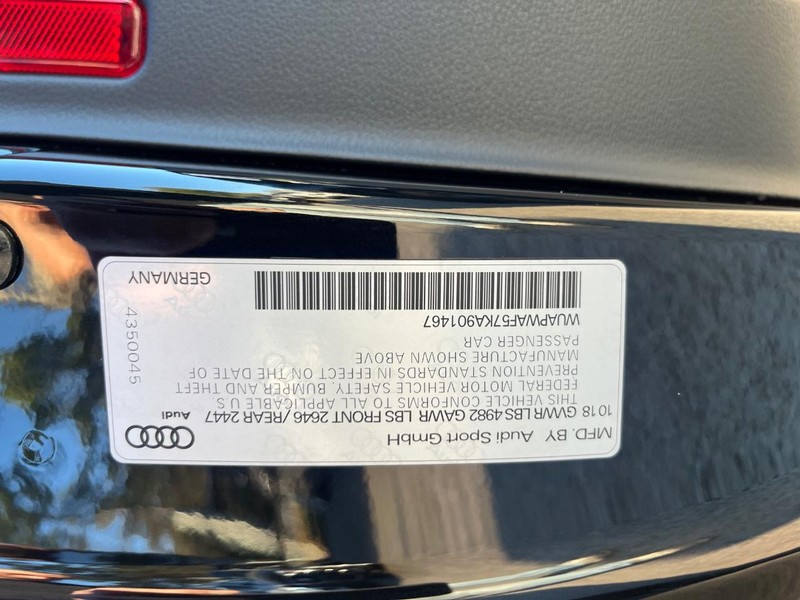 MFD. BY Audi Sport GmbH
Audi
10 18 GVWR LBS 4982 GAWR LBS FRONT 2646 / REAR 2447
THIS VEHICLE CONFORMS TO ALL APPLICABLE U.S.
FEDERAL MOTOR VEHICLE SAFETY, BUMPER AND THEFT
PREVENTION STANDARDS IN EFFECT ON THE DATE OF
MANUFACTURE SHOWN ABOVE
PASSENGER CAR
WUAPWAF57KA901467
GERMANY
4350045